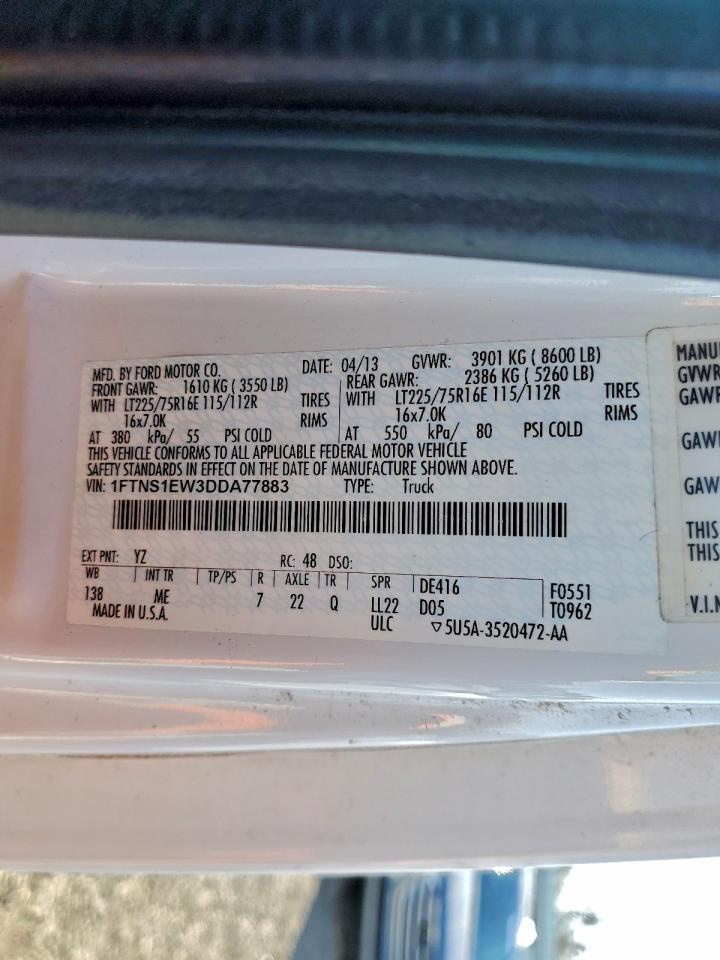 MFD. BY FORD MOTOR CO. DATE: 04/13 GVWR: 3901 KG ( 8600 LB)
FRONT GAWR: 1610 KG ( 3550 LB) REAR GAWR: 2386 KG ( 5260 LB)
WITH LT225/75R16E 115/112R TIRES WITH LT225/75R16E 115/112R TIRES
16x7.0K RIMS 16x7.0K RIMS
AT 380 kPa/ 55 PSI COLD AT 550 kPa/ 80 PSI COLD
THIS VEHICLE CONFORMS TO ALL APPLICABLE FEDERAL MOTOR VEHICLE
SAFETY STANDARDS IN EFFECT ON THE DATE OF MANUFACTURE SHOWN ABOVE.
VIN: 1FTNS1EW3DDA77883 TYPE: Truck
EXT PNT: YZ RC: 48 DSO:
WB INT TR TP/PS R AXLE TR SPR DE416 F0551
138 ME 7 22 Q LL22 D05 T0962
MADE IN U.S.A. ULC ▽5U5A-3520472-AA
MANU
GVWR
GAWR
GAWR
GAWR
THIS
THIS
V.I.N